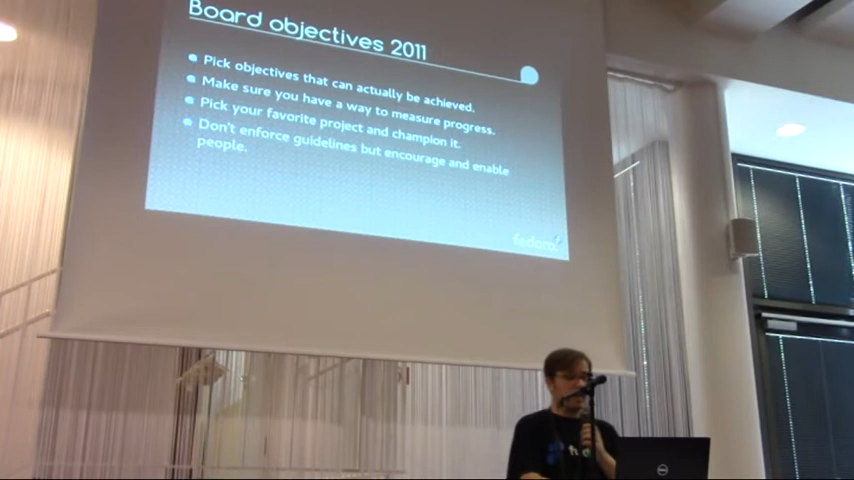 Board objectives 2011
Pick objectives that can actually be achieved.
Make sure you have a way to measure progress.
Pick your favorite project and champion it.
Don't enforce guidelines but encourage and enable
people.
fedora
DELL